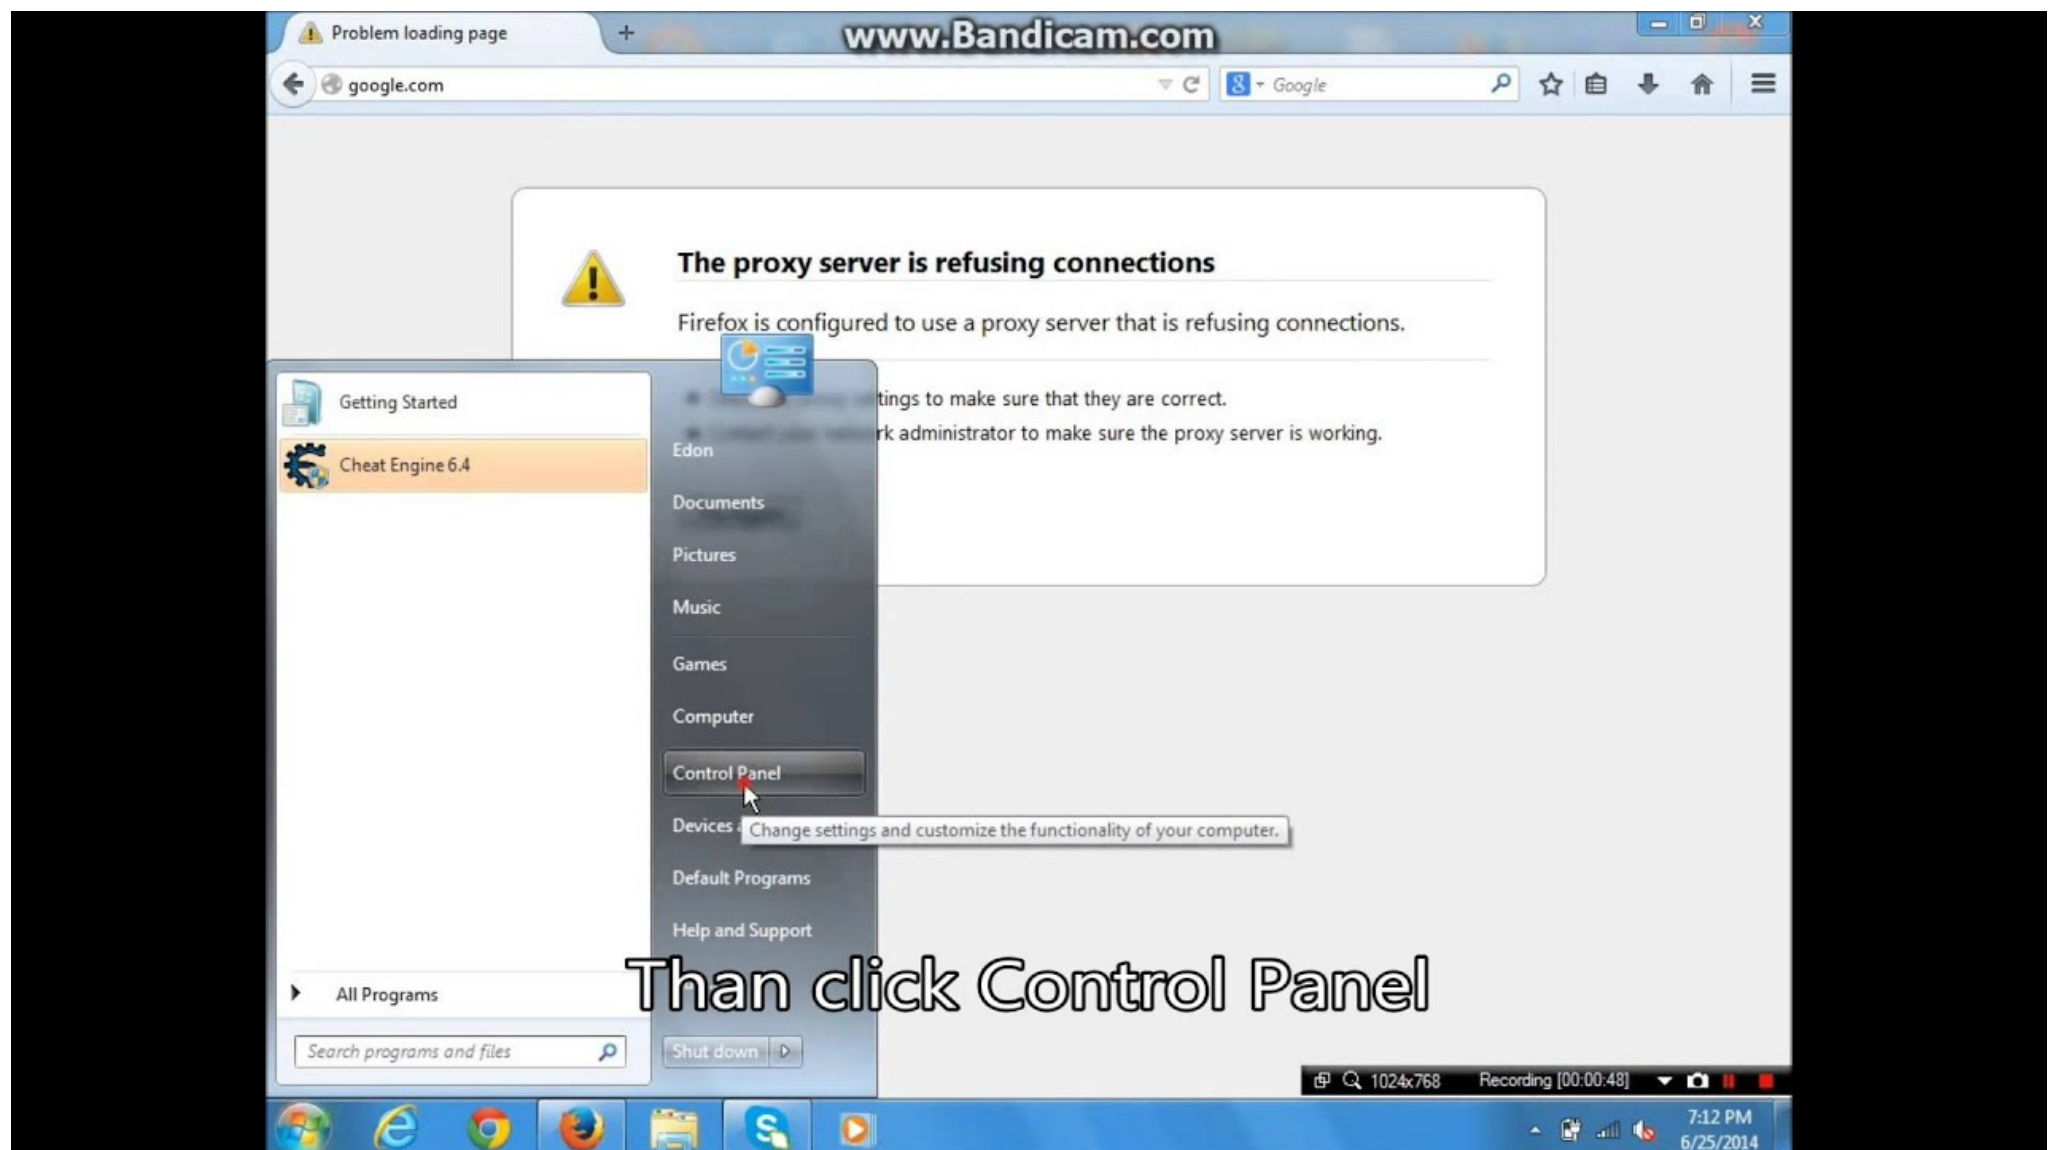 Problem loading page
www.Bandicam.com
google.com
Google
The proxy server is refusing connections
Firefox is configured to use a proxy server that is refusing connections.
tings to make sure that they are correct.
rk administrator to make sure the proxy server is working.
Getting Started
Cheat Engine 6.4
Edon
Documents
Pictures
Music
Games
Computer
Control Panel
Devices
Change settings and customize the functionality of your computer.
Default Programs
Help and Support
Than click Control Panel
All Programs
Search programs and files
Shut down
1024x768 Recording [00:00:48]
7:12 PM
6/25/2014